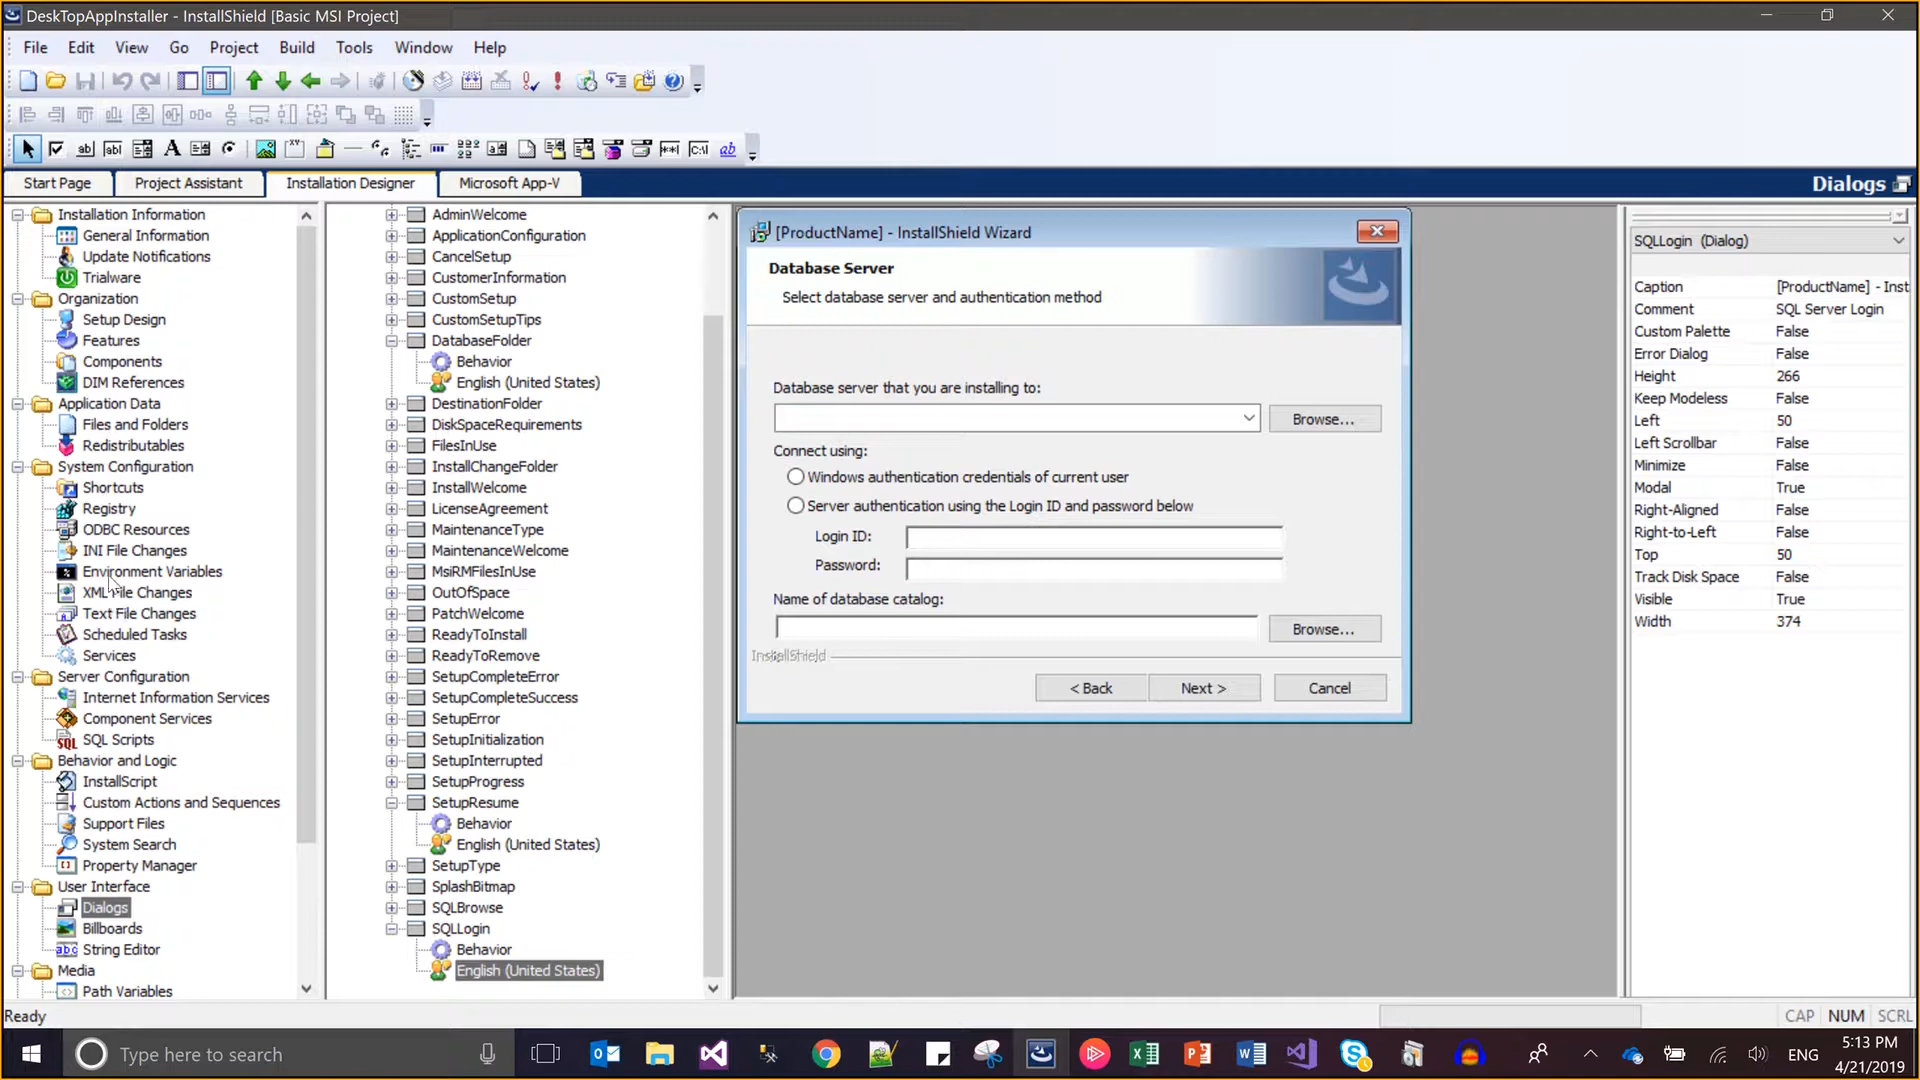 DeskTopAppInstaller - InstallShield [Basic MSI Project]
File Edit View Go Project Build Tools Window Help
Start Page Project Assistant Installation Designer Microsoft App-V Dialogs
Installation Information
General Information
Update Notifications
Trialware
Organization
Setup Design
Features
Components
DIM References
Application Data
Files and Folders
Redistributables
System Configuration
Shortcuts
Registry
ODBC Resources
INI File Changes
Environment Variables
XML File Changes
Text File Changes
Scheduled Tasks
Services
Server Configuration
Internet Information Services
Component Services
SQL Scripts
Behavior and Logic
InstallScript
Custom Actions and Sequences
Support Files
System Search
Property Manager
User Interface
Dialogs
Billboards
String Editor
Media
Path Variables
AdminWelcome
ApplicationConfiguration
CancelSetup
CustomerInformation
CustomSetup
CustomSetupTips
DatabaseFolder
Behavior
English (United States)
DestinationFolder
DiskSpaceRequirements
FilesInUse
InstallChangeFolder
InstallWelcome
LicenseAgreement
MaintenanceType
MaintenanceWelcome
MsiRMFilesInUse
OutOfSpace
PatchWelcome
ReadyToInstall
ReadyToRemove
SetupCompleteError
SetupCompleteSuccess
SetupError
SetupInitialization
SetupInterrupted
SetupProgress
SetupResume
Behavior
English (United States)
SetupType
SplashBitmap
SQLBrowse
SQLLogin
Behavior
English (United States)
[ProductName] - InstallShield Wizard
Database Server
Select database server and authentication method
Database server that you are installing to:
Browse...
Connect using:
Windows authentication credentials of current user
Server authentication using the Login ID and password below
Login ID:
Password:
Name of database catalog:
Browse...
InstallShield
< Back Next > Cancel
SQLLogin (Dialog)
Caption [ProductName] - Inst
Comment SQL Server Login
Custom Palette False
Error Dialog False
Height 266
Keep Modeless False
Left 50
Left Scrollbar False
Minimize False
Modal True
Right-Aligned False
Right-to-Left False
Top 50
Track Disk Space False
Visible True
Width 374
Ready CAP NUM SCRL
Type here to search
ENG
5:13 PM
4/21/2019